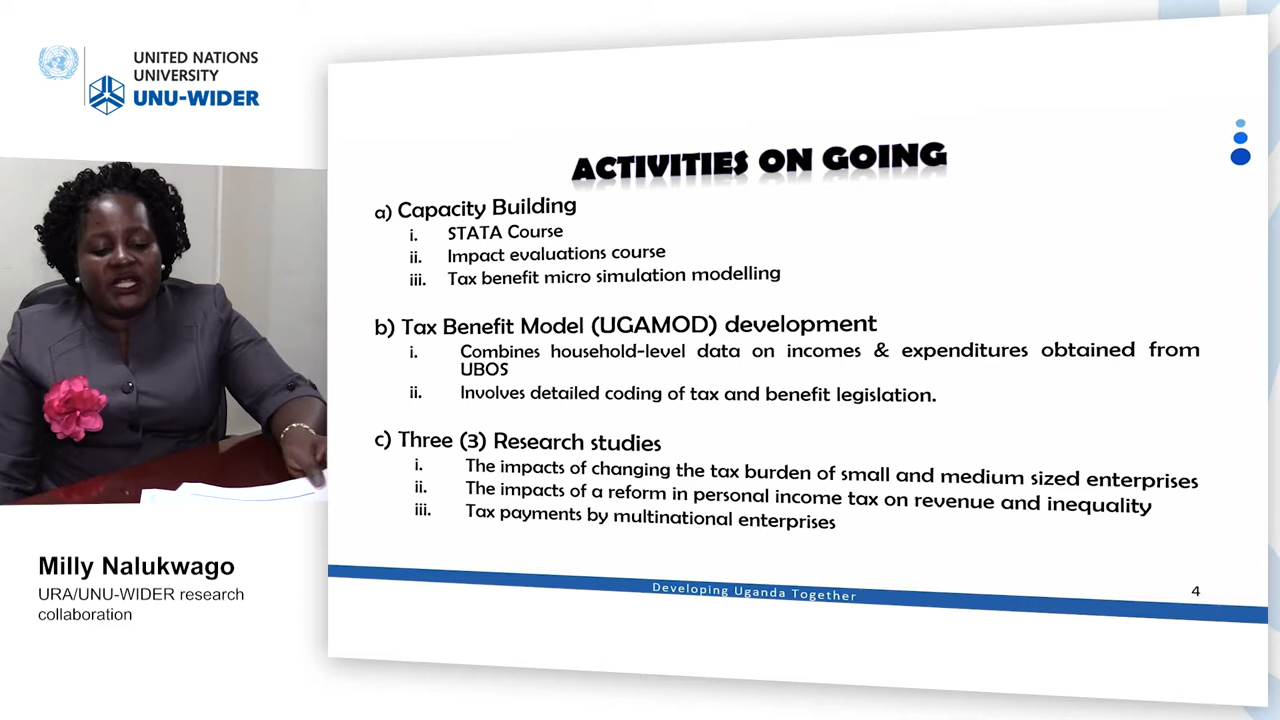 UNITED NATIONS
UNIVERSITY
UNU-WIDER
ACTIVITIES ON GOING
a) Capacity Building
i. STATA Course
ii. Impact evaluations course
iii. Tax benefit micro simulation modelling
b) Tax Benefit Model (UGAMOD) development
i. Combines household-level data on incomes & expenditures obtained from
UBOS
ii. Involves detailed coding of tax and benefit legislation.
c) Three (3) Research studies
i. The impacts of changing the tax burden of small and medium sized enterprises
ii. The impacts of a reform in personal income tax on revenue and inequality
iii. Tax payments by multinational enterprises
Developing Uganda Together
4
Milly Nalukwago
URA/UNU-WIDER research
collaboration